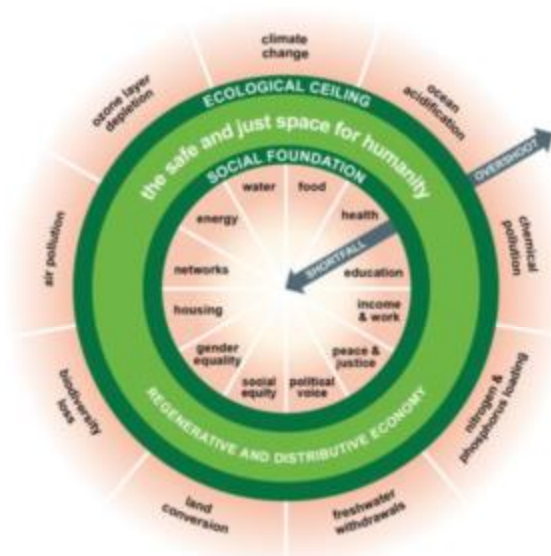 climate
change
ocean
acidification
chemical
pollution
nitrogen &
phosphorus loading
freshwater
withdrawals
land
conversion
biodiversity
loss
air pollution
ozone layer
depletion
ECOLOGICAL CEILING
the safe and just space for humanity
SOCIAL FOUNDATION
OVERSHOOT
SHORTFALL
water
food
health
education
income
& work
peace &
justice
political
voice
social
equity
gender
equality
housing
networks
energy
REGENERATIVE AND DISTRIBUTIVE ECONOMY